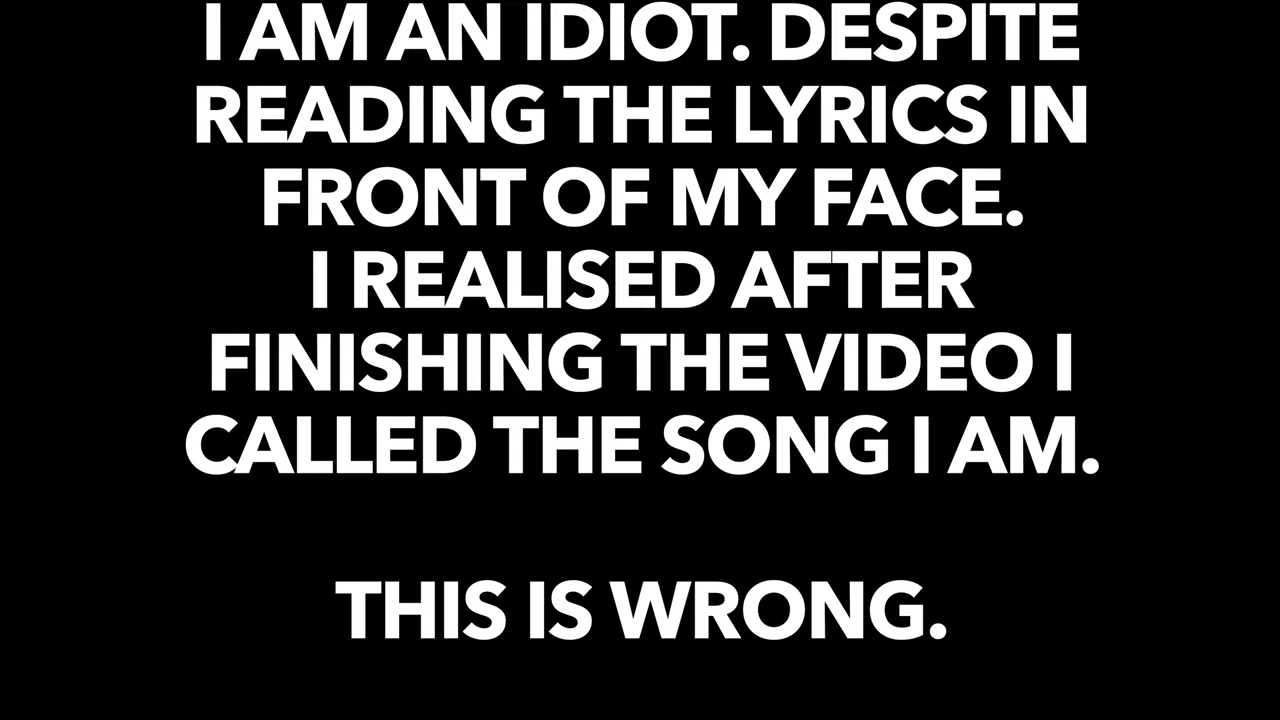 I AM AN IDIOT. DESPITE
READING THE LYRICS IN
FRONT OF MY FACE.
I REALISED AFTER
FINISHING THE VIDEO I
CALLED THE SONG I AM.
THIS IS WRONG.